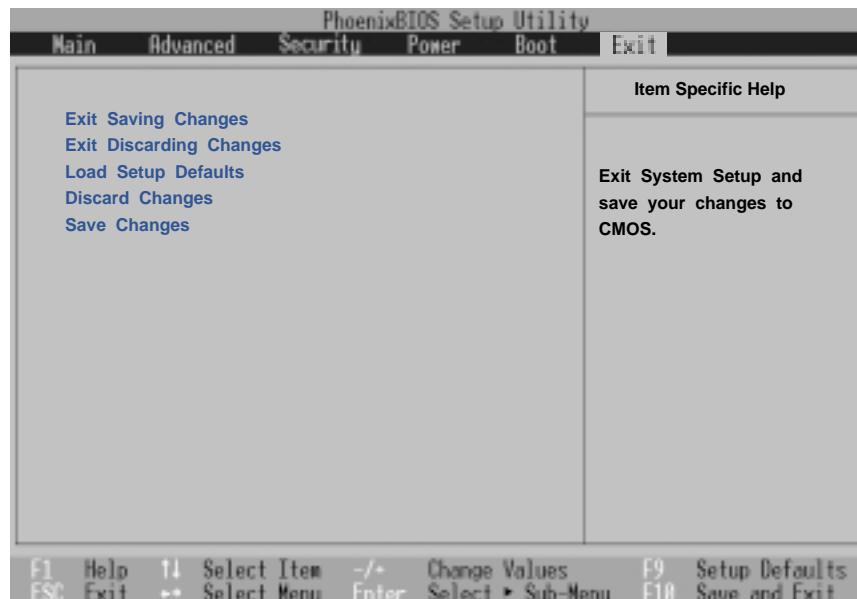 PhoenixBIOS Setup Utility
Main Advanced Security Power Boot Exit
Item Specific Help
Exit Saving Changes
Exit Discarding Changes
Load Setup Defaults
Discard Changes
Save Changes
Exit System Setup and
save your changes to
CMOS.
F1 Help ↑↓ Select Item -/+ Change Values F9 Setup Defaults
ESC Exit ↔ Select Menu Enter Select ► Sub-Menu F10 Save and Exit